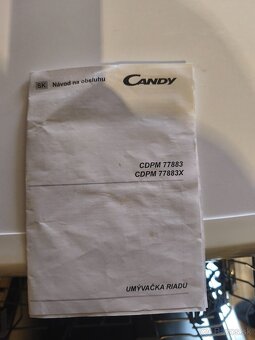 SK Návod na obsluhu
CANDY
CDPM 77883
CDPM 77883X
UMÝVAČKA RIADU